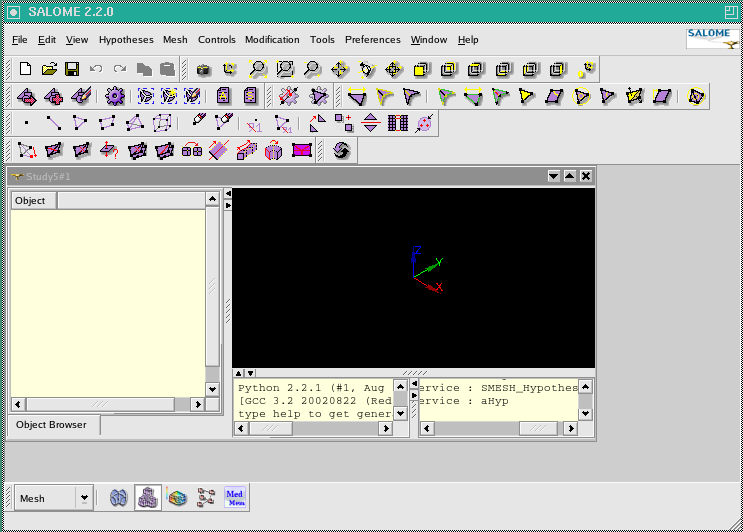 SALOME 2.2.0
File Edit View Hypotheses Mesh Controls Modification Tools Preferences Window Help
SALOME
Study5#1
Object
Z
Y
X
Python 2.2.1 (#1, Aug
[GCC 3.2 20020822 (Red
type help to get gener
ervice : SMESH_Hypothes
ervice : aHyp
Object Browser
Mesh
Med
Mem